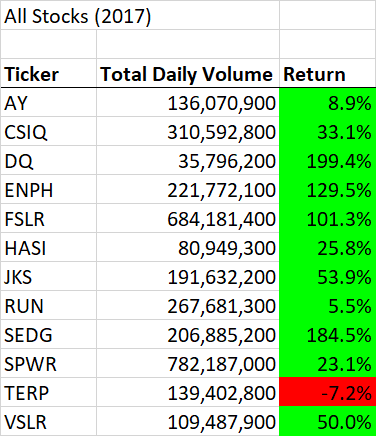 All Stocks (2017)
Ticker Total Daily Volume Return
AY 136,070,900 8.9%
CSIQ 310,592,800 33.1%
DQ 35,796,200 199.4%
ENPH 221,772,100 129.5%
FSLR 684,181,400 101.3%
HASI 80,949,300 25.8%
JKS 191,632,200 53.9%
RUN 267,681,300 5.5%
SEDG 206,885,200 184.5%
SPWR 782,187,000 23.1%
TERP 139,402,800 -7.2%
VSLR 109,487,900 50.0%